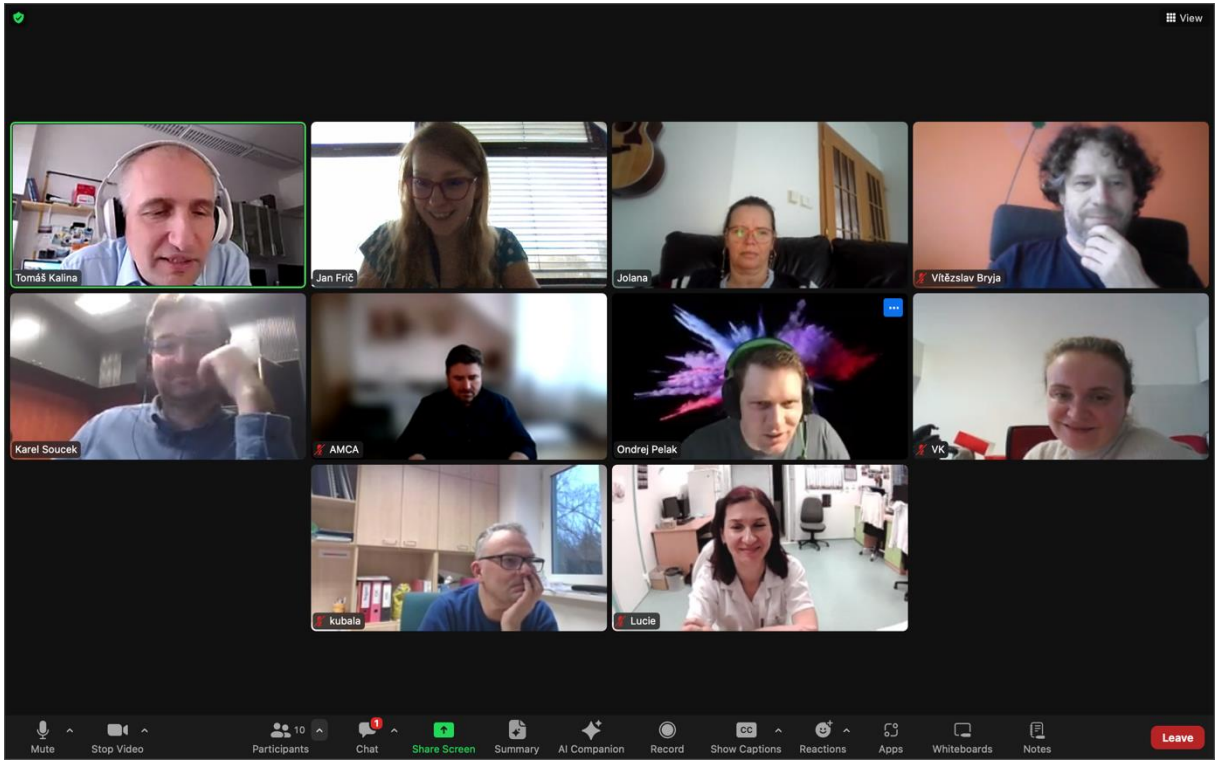 View
Tomáš Kalina
Jan Frič
Jolana
Vítězslav Bryja
Karel Soucek
AMCA
Ondrej Pelak
VK
kubala
Lucie
10
1
CC
Mute
Stop Video
Participants
Chat
Share Screen
Summary
AI Companion
Record
Show Captions
Reactions
Apps
Whiteboards
Notes
Leave